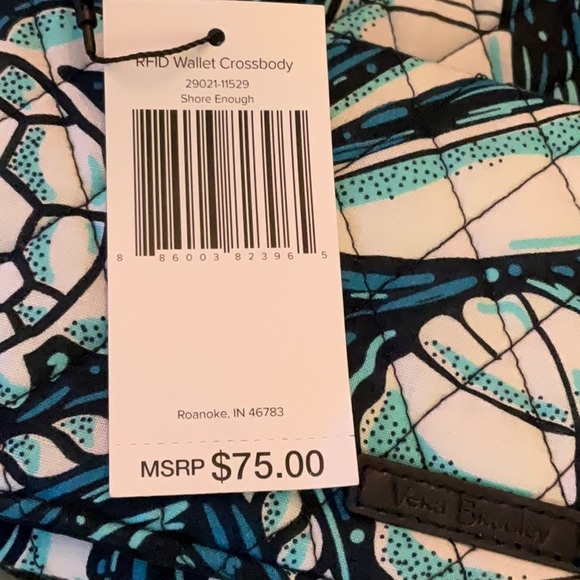 RFID Wallet Crossbody
29021-11529
Shore Enough
8 86003 82396 5
Roanoke, IN 46783
MSRP $75.00
Vera Bradley